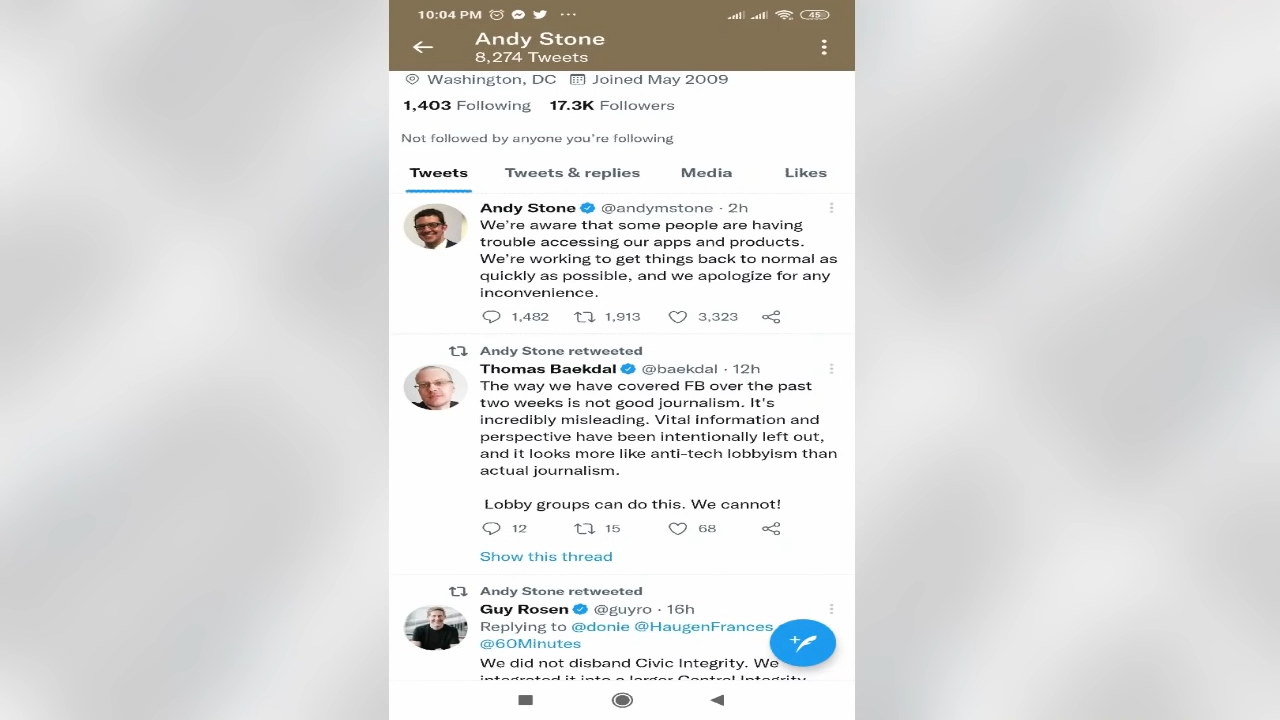 10:04 PM ... 45
Andy Stone
8,274 Tweets
Washington, DC Joined May 2009
1,403 Following 17.3K Followers
Not followed by anyone you're following
Tweets Tweets & replies Media Likes
Andy Stone @andymstone · 2h
We're aware that some people are having
trouble accessing our apps and products.
We're working to get things back to normal as
quickly as possible, and we apologize for any
inconvenience.
1,482 1,913 3,323
Andy Stone retweeted
Thomas Baekdal @baekdal · 12h
The way we have covered FB over the past
two weeks is not good journalism. It's
incredibly misleading. Vital information and
perspective have been intentionally left out,
and it looks more like anti-tech lobbyism than
actual journalism.
Lobby groups can do this. We cannot!
12 15 68
Show this thread
Andy Stone retweeted
Guy Rosen @guyro · 16h
Replying to @donie @HaugenFrances
@60Minutes
We did not disband Civic Integrity. We
integrated it into a larger Central Integrity